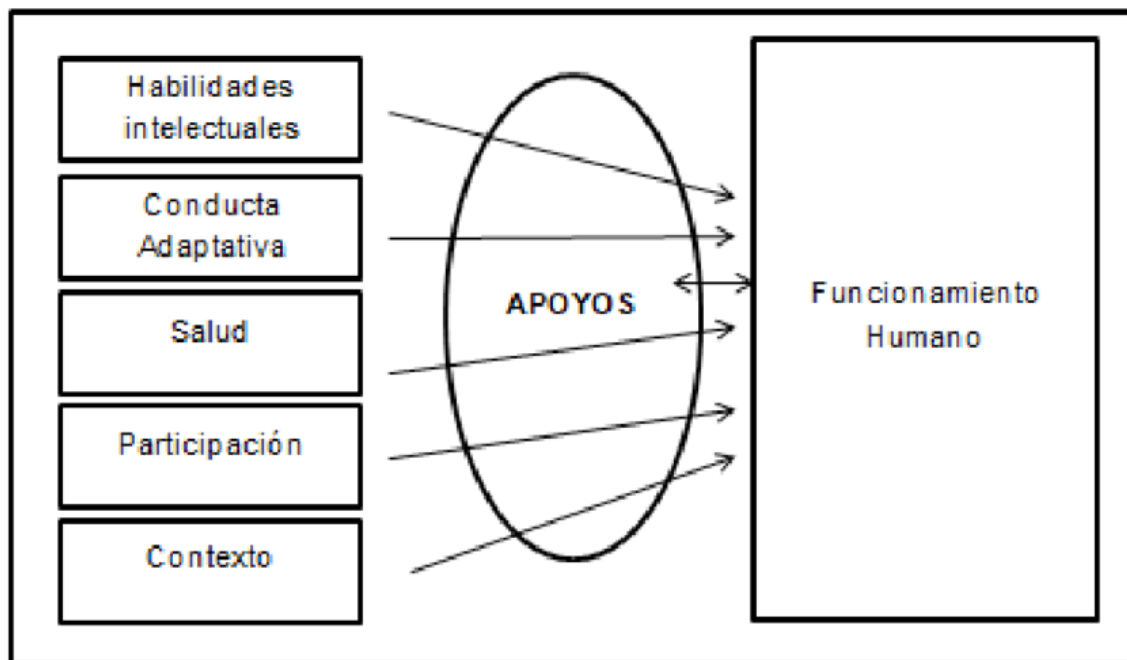 Habilidades
intelectuales
Conducta
Adaptativa
Salud
Participación
Contexto
APOYOS
Funcionamiento
Humano